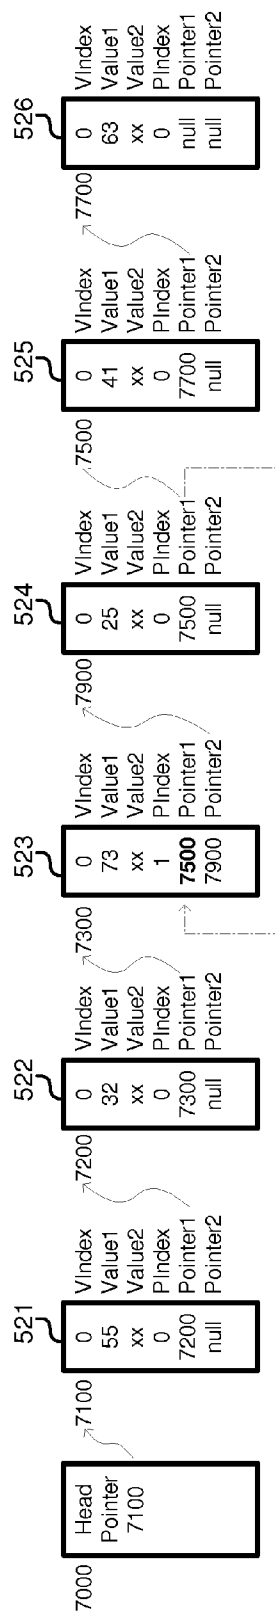 7000
Head
Pointer
7100
521
7100
0 VIndex
55 Value1
xx Value2
0 PIndex
7200 Pointer1
null Pointer2
522
7200
0 VIndex
32 Value1
xx Value2
0 PIndex
7300 Pointer1
null Pointer2
523
7300
0 VIndex
73 Value1
xx Value2
1 PIndex
7500 Pointer1
7900 Pointer2
524
7900
0 VIndex
25 Value1
xx Value2
0 PIndex
7500 Pointer1
null Pointer2
525
7500
0 VIndex
41 Value1
xx Value2
0 PIndex
7700 Pointer1
null Pointer2
526
7700
0 VIndex
63 Value1
xx Value2
0 PIndex
null Pointer1
null Pointer2